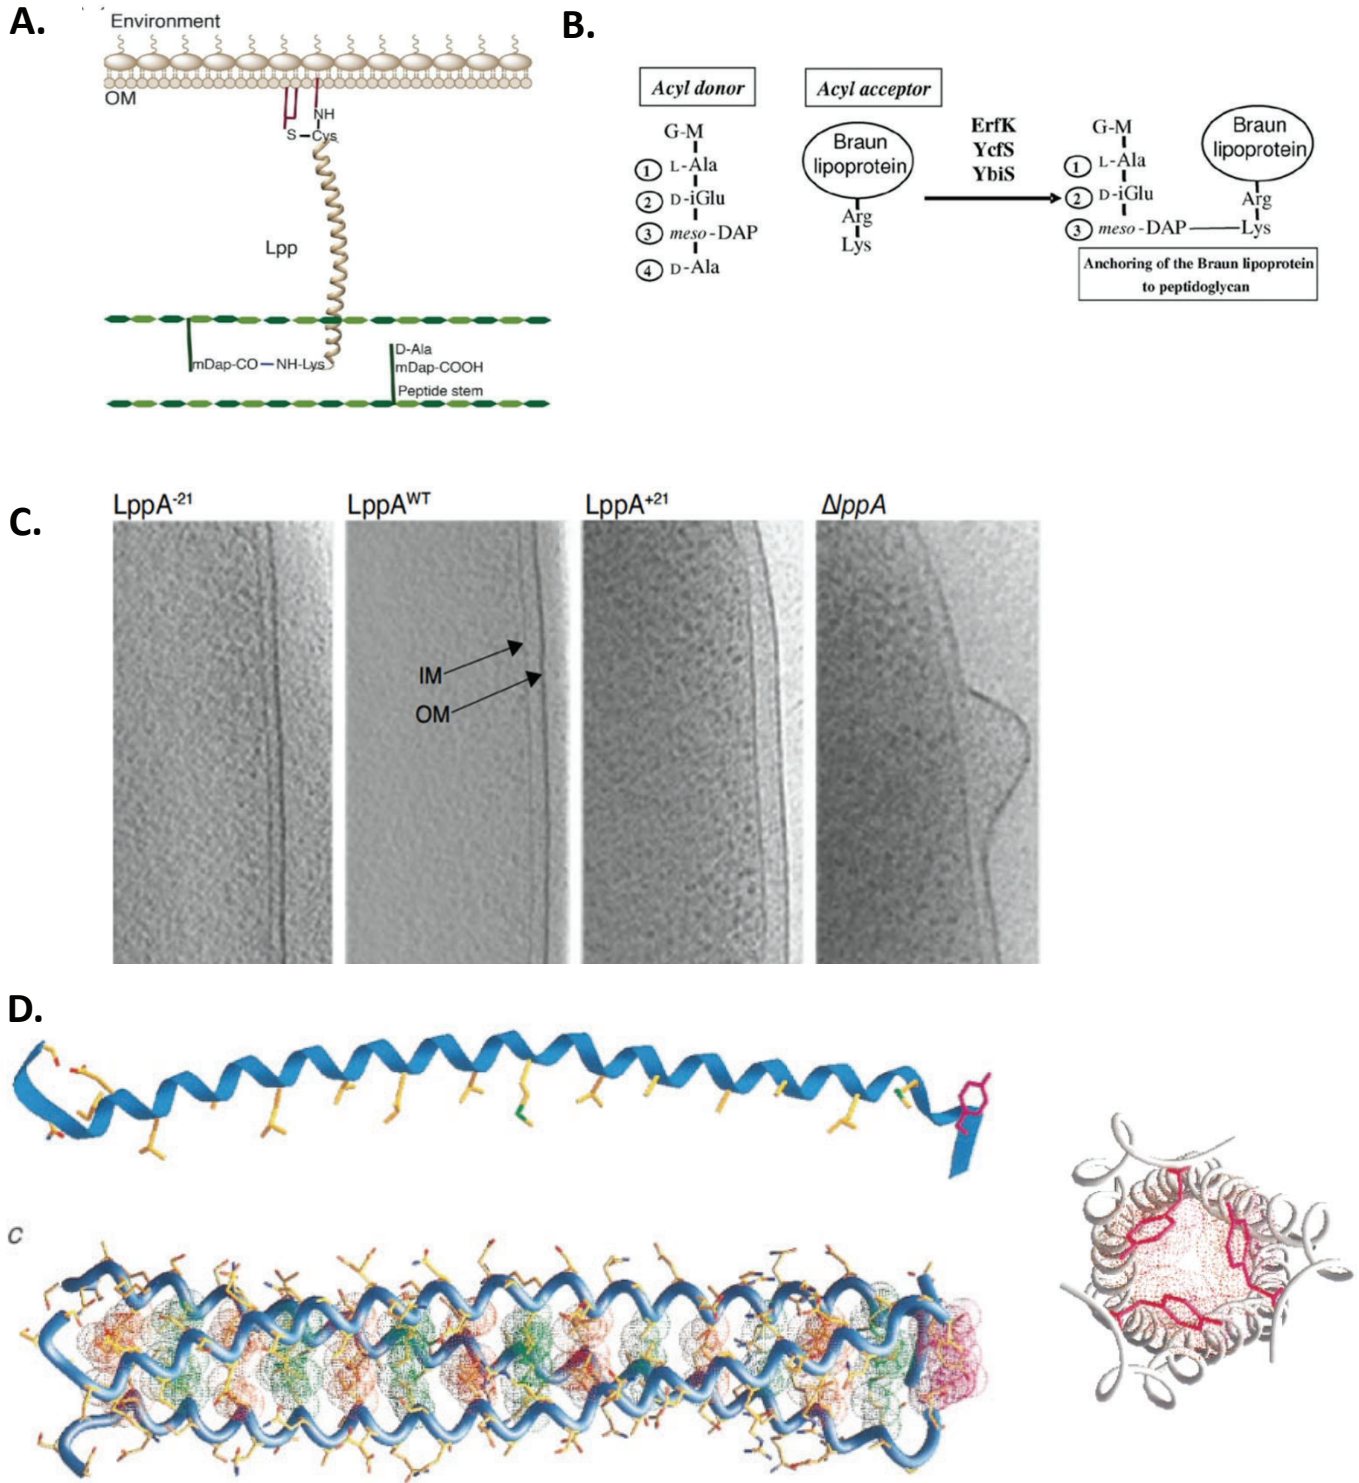 A.
Environment
OM
NH
S
Cys
Lpp
mDap-CO
NH-Lys
D-Ala
mDap-COOH
Peptide stem
B.
Acyl donor
Acyl acceptor
G-M
1 L-Ala
2 D-iGlu
3 meso-DAP
4 D-Ala
Braun
lipoprotein
Arg
Lys
ErfK
YcfS
YbiS
G-M
1 L-Ala
2 D-iGlu
3 meso-DAP
Braun
lipoprotein
Arg
Lys
Anchoring of the Braun lipoprotein
to peptidoglycan
C.
LppA-21
LppAWT
LppA+21
ΔlppA
IM
OM
D.
c